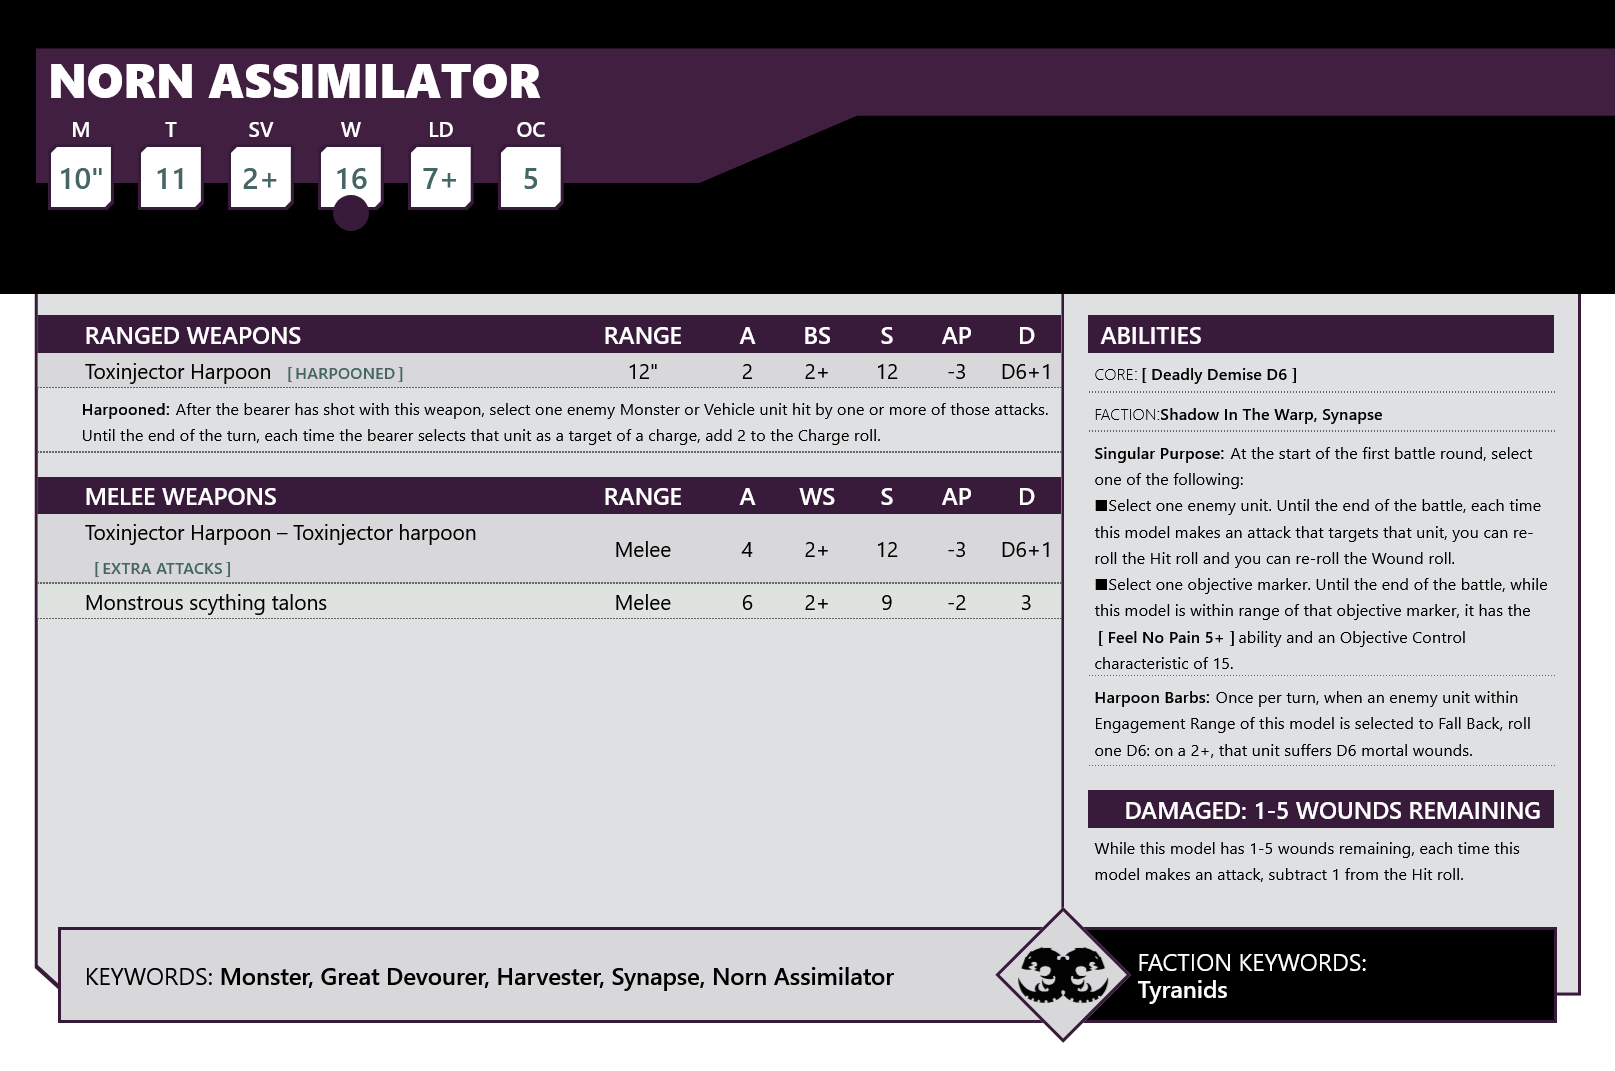 NORN ASSIMILATOR
M T SV W LD OC
10" 11 2+ 16 7+ 5
RANGED WEAPONS RANGE A BS S AP D
Toxinjector Harpoon [ HARPOONED ] 12" 2 2+ 12 -3 D6+1
Harpooned: After the bearer has shot with this weapon, select one enemy Monster or Vehicle unit hit by one or more of those attacks.
Until the end of the turn, each time the bearer selects that unit as a target of a charge, add 2 to the Charge roll.
MELEE WEAPONS RANGE A WS S AP D
Toxinjector Harpoon – Toxinjector harpoon
[ EXTRA ATTACKS ] Melee 4 2+ 12 -3 D6+1
Monstrous scything talons Melee 6 2+ 9 -2 3
ABILITIES
CORE: [ Deadly Demise D6 ]
FACTION:Shadow In The Warp, Synapse
Singular Purpose: At the start of the first battle round, select
one of the following:
■Select one enemy unit. Until the end of the battle, each time
this model makes an attack that targets that unit, you can re-
roll the Hit roll and you can re-roll the Wound roll.
■Select one objective marker. Until the end of the battle, while
this model is within range of that objective marker, it has the
[ Feel No Pain 5+ ] ability and an Objective Control
characteristic of 15.
Harpoon Barbs: Once per turn, when an enemy unit within
Engagement Range of this model is selected to Fall Back, roll
one D6: on a 2+, that unit suffers D6 mortal wounds.
DAMAGED: 1-5 WOUNDS REMAINING
While this model has 1-5 wounds remaining, each time this
model makes an attack, subtract 1 from the Hit roll.
KEYWORDS: Monster, Great Devourer, Harvester, Synapse, Norn Assimilator
FACTION KEYWORDS:
Tyranids